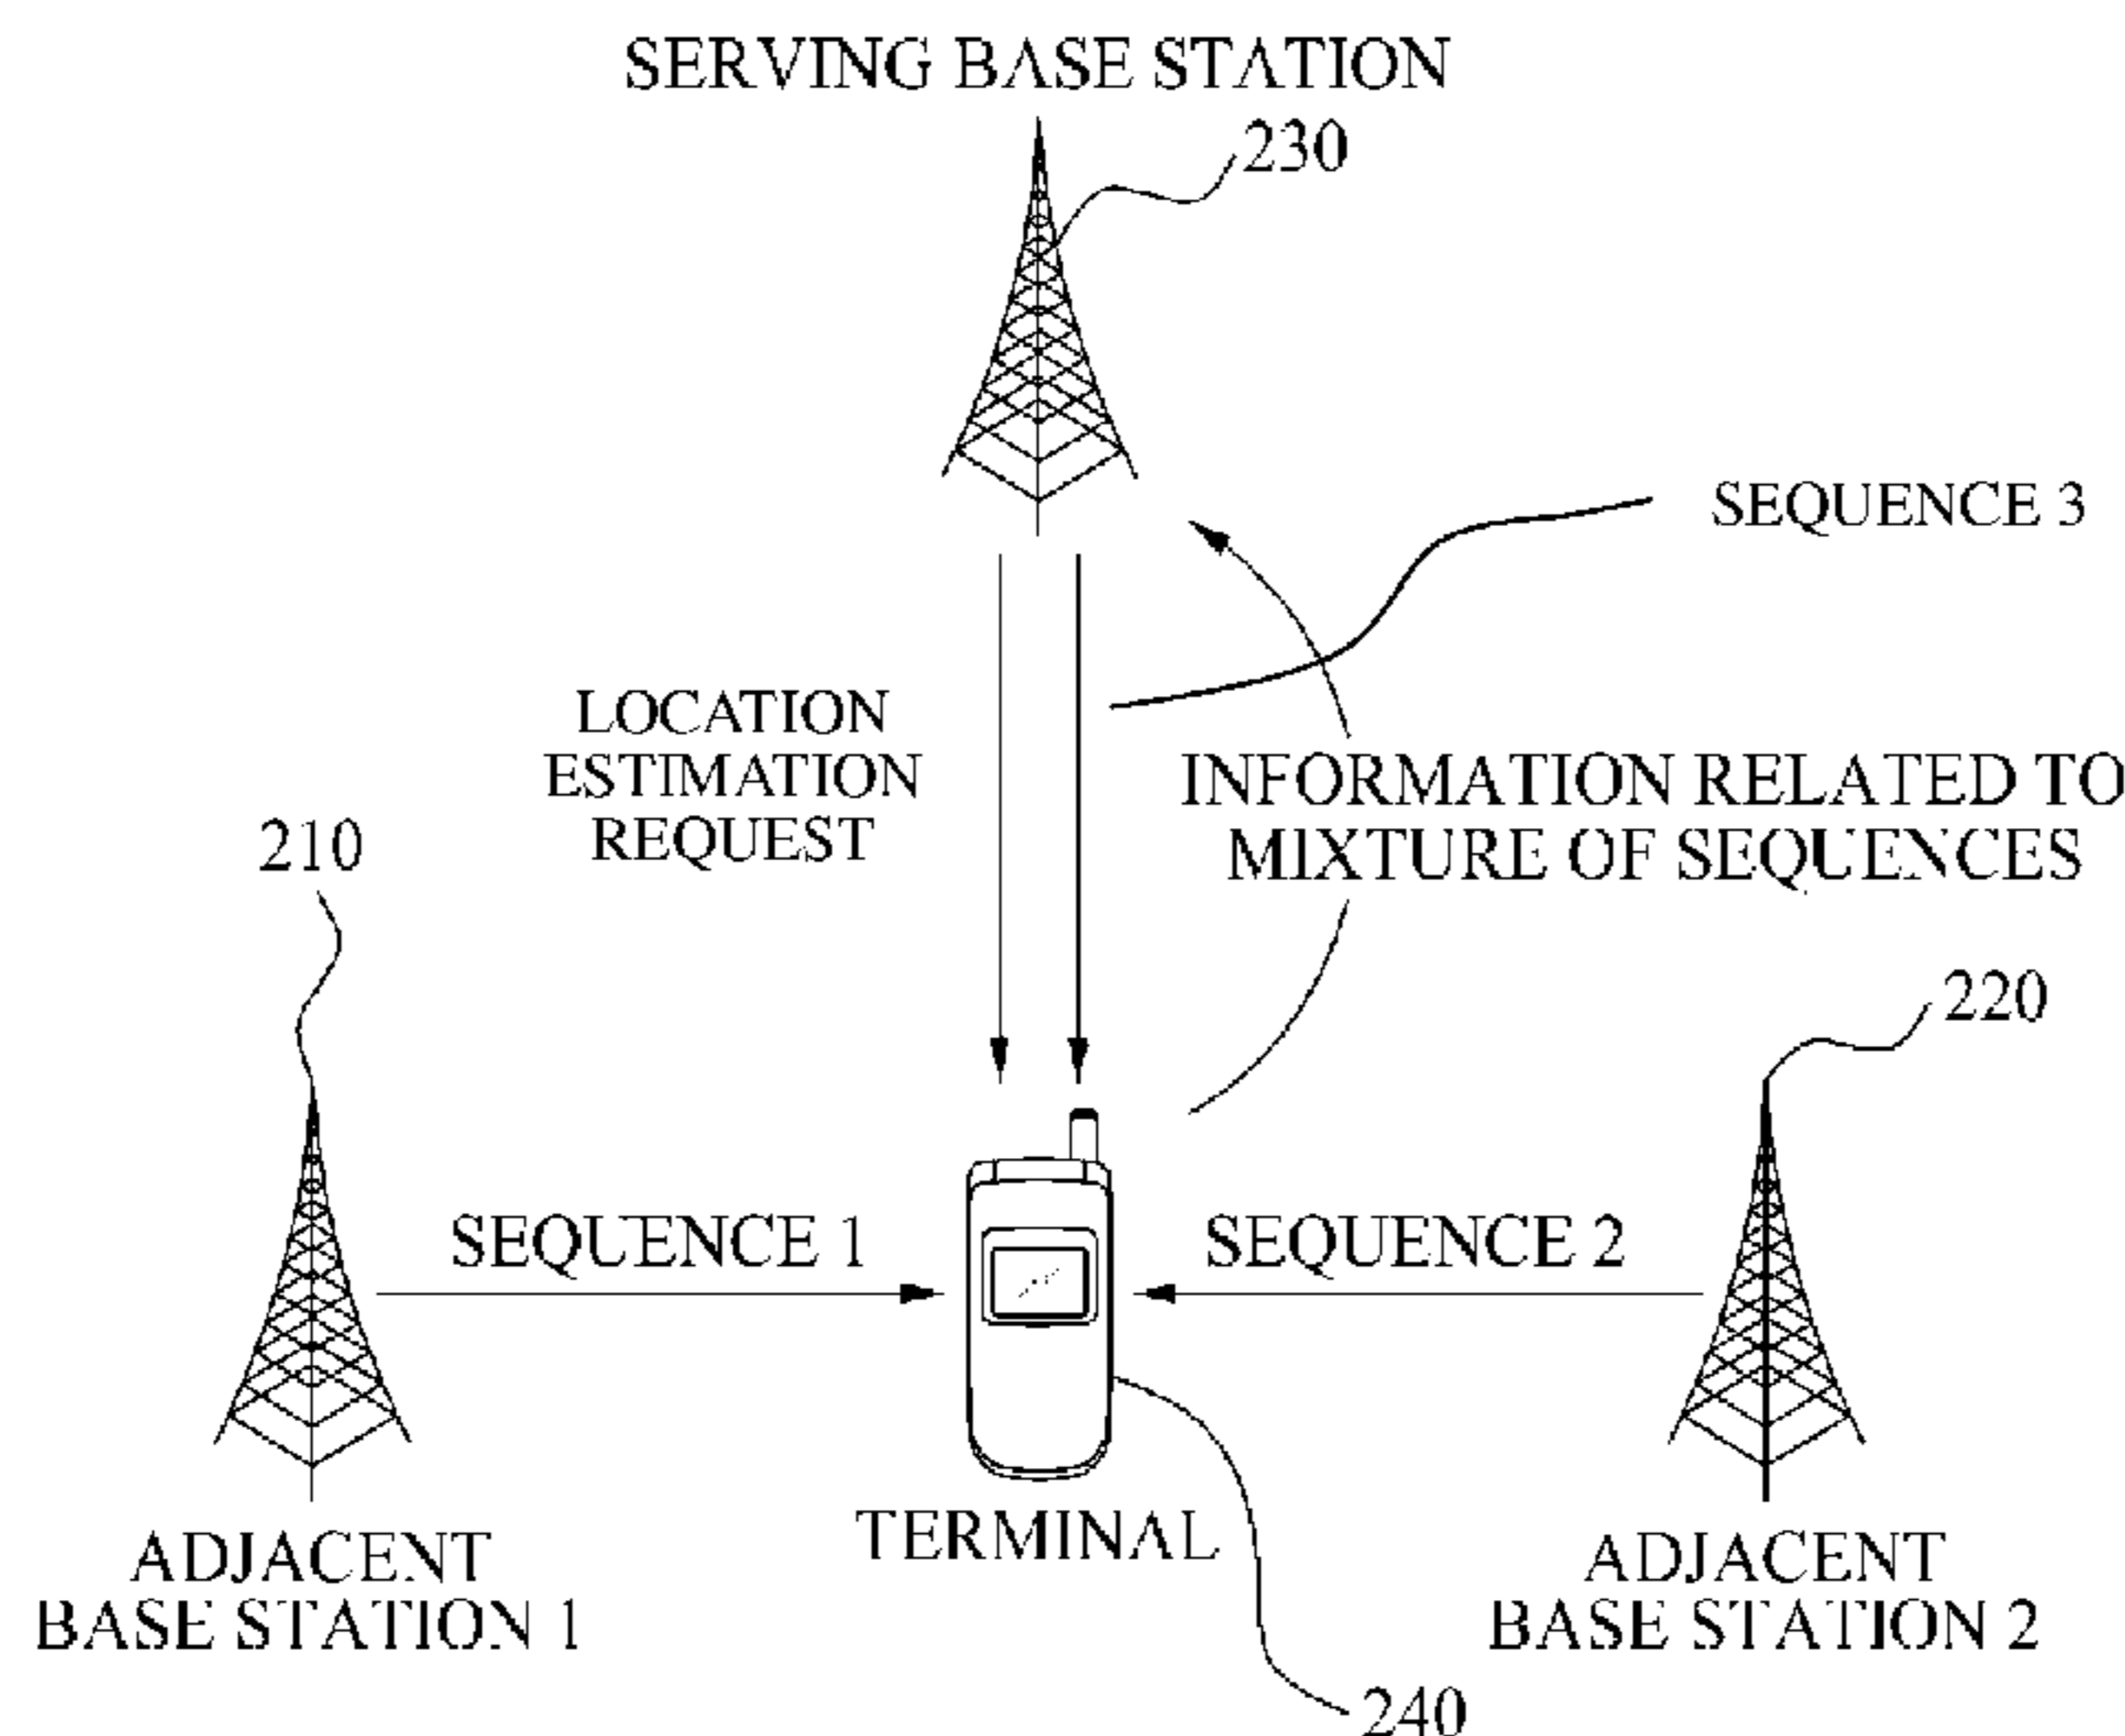 SERVING BASE STATION
230
SEQUENCE 3
LOCATION
ESTIMATION
REQUEST
INFORMATION RELATED TO
MIXTURE OF SEQUENCES
210
220
SEQUENCE 1
SEQUENCE 2
TERMINAL
ADJACENT
BASE STATION 1
ADJACENT
BASE STATION 2
240